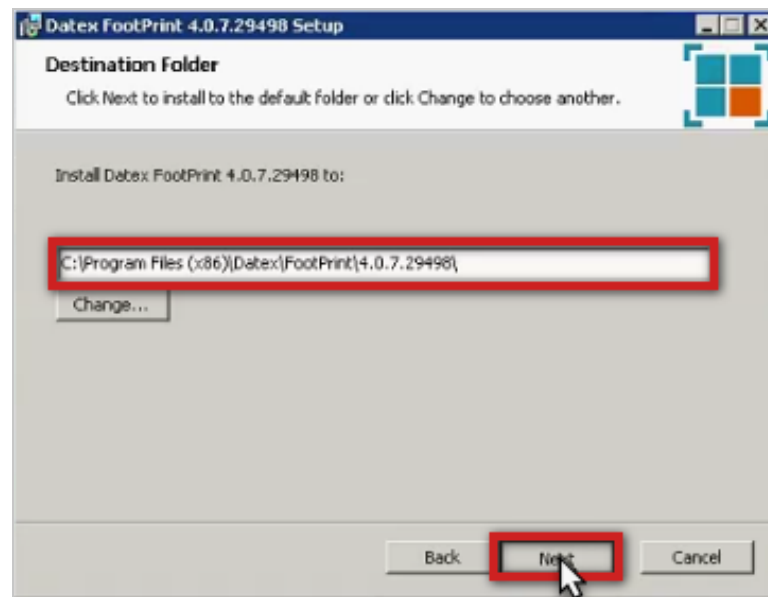 Datex FootPrint 4.0.7.29498 Setup
Destination Folder
Click Next to install to the default folder or click Change to choose another.
Install Datex FootPrint 4.0.7.29498 to:
C:\Program Files (x86)\Datex\FootPrint\4.0.7.29498\
Change...
Back Next Cancel